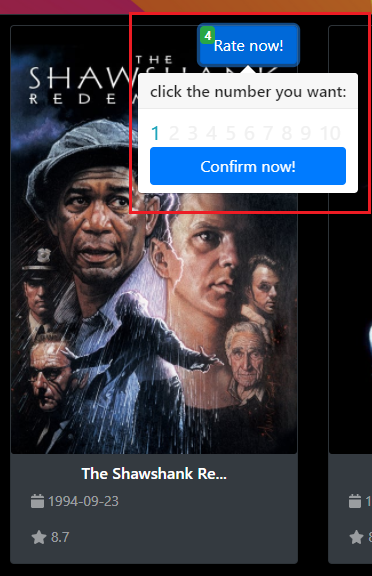 4
Rate now!
THE
SHAWSHANK
click the number you want:
1 2 3 4 5 6 7 8 9 10
Confirm now!
The Shawshank Re...
1994-09-23
8.7